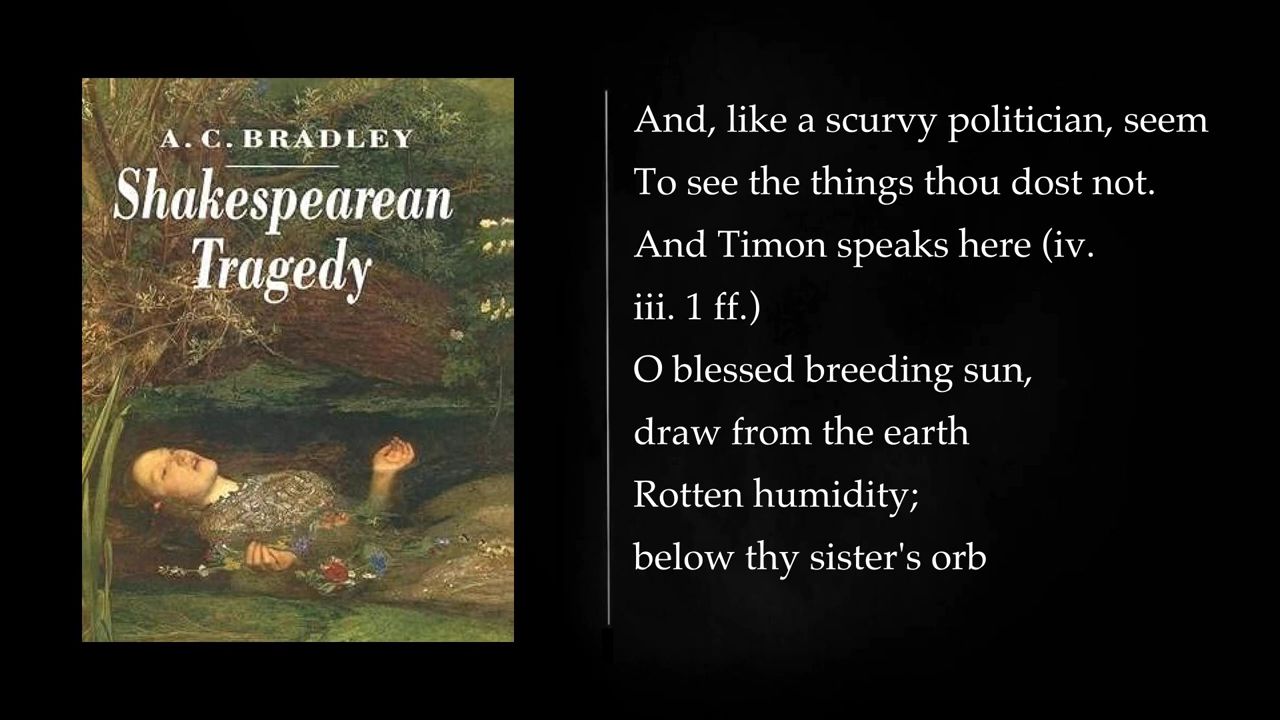 A. C. BRADLEY
Shakespearean
Tragedy
And, like a scurvy politician, seem
To see the things thou dost not.
And Timon speaks here (iv.
iii. 1 ff.)
O blessed breeding sun,
draw from the earth
Rotten humidity;
below thy sister's orb